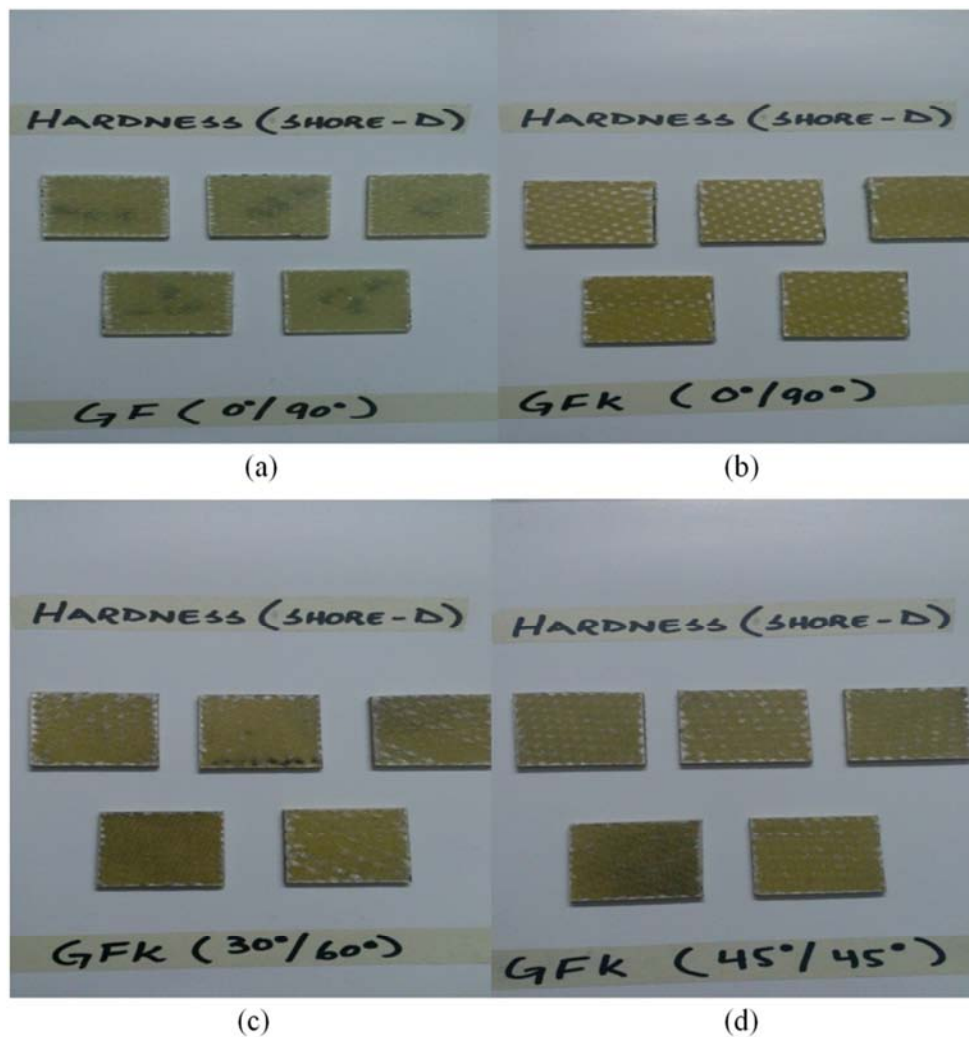 HARDNESS (SHORE-D)
GF (0°/90°)
(a)
HARDNESS (SHORE-D)
GFK (0°/90°)
(b)
HARDNESS (SHORE-D)
GFK (30°/60°)
(c)
HARDNESS (SHORE-D)
GFK (45°/45°)
(d)